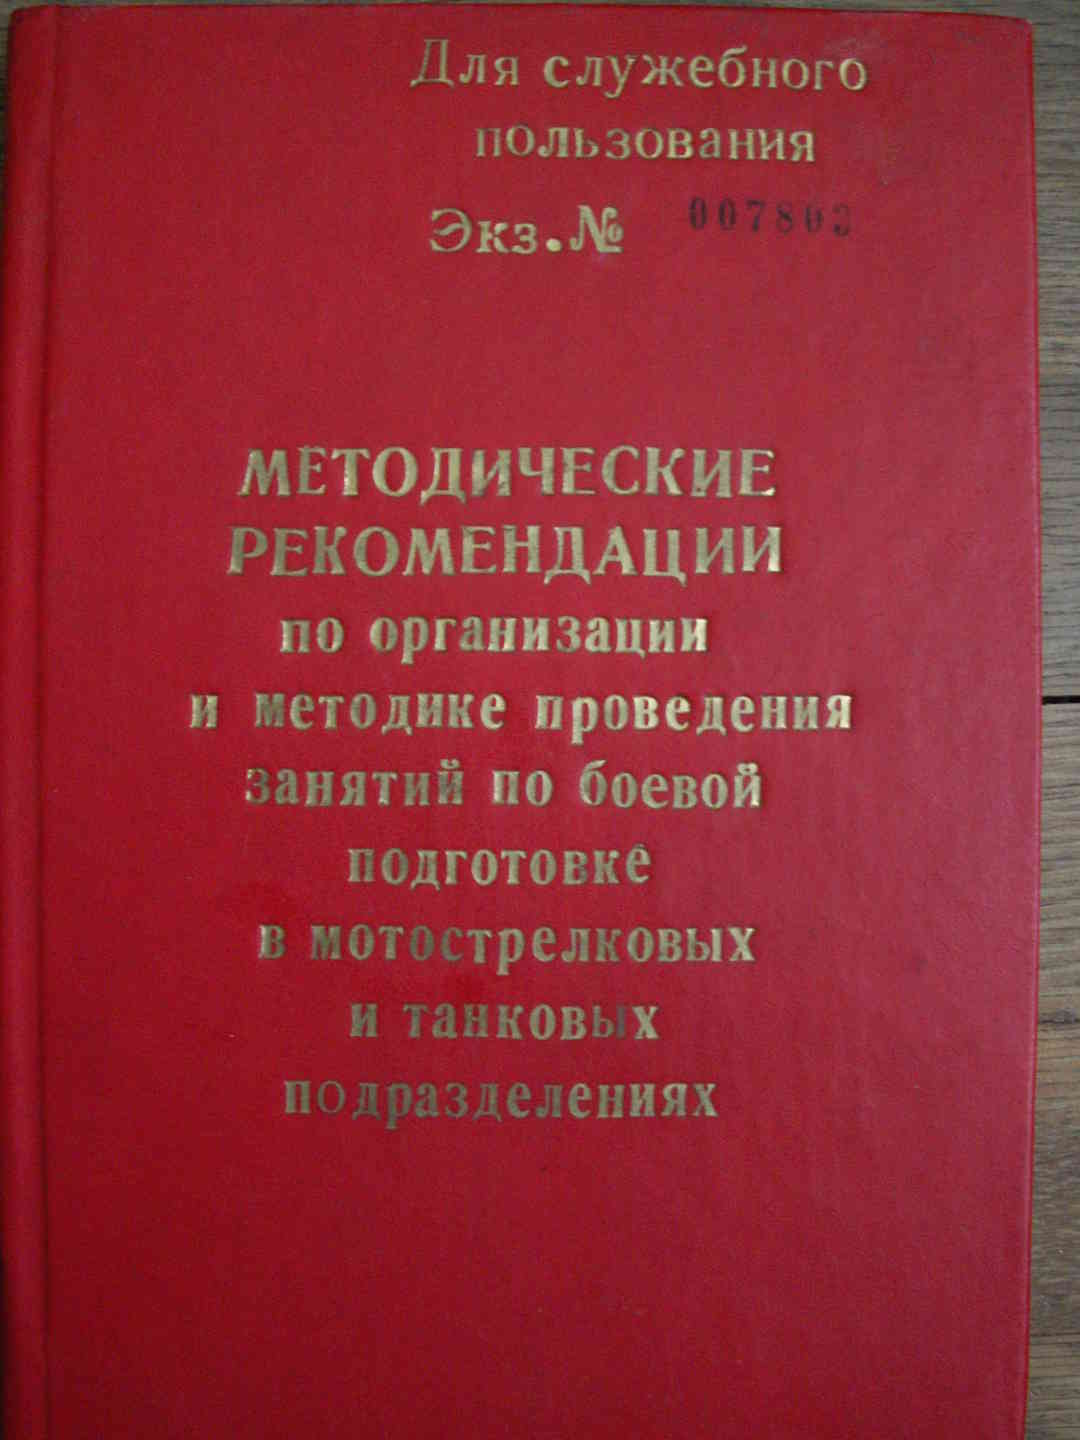 Для служебного
пользования
Экз. № 007803
МЕТОДИЧЕСКИЕ
РЕКОМЕНДАЦИИ
по организации
и методике проведения
занятий по боевой
подготовке
в мотострелковых
и танковых
подразделениях